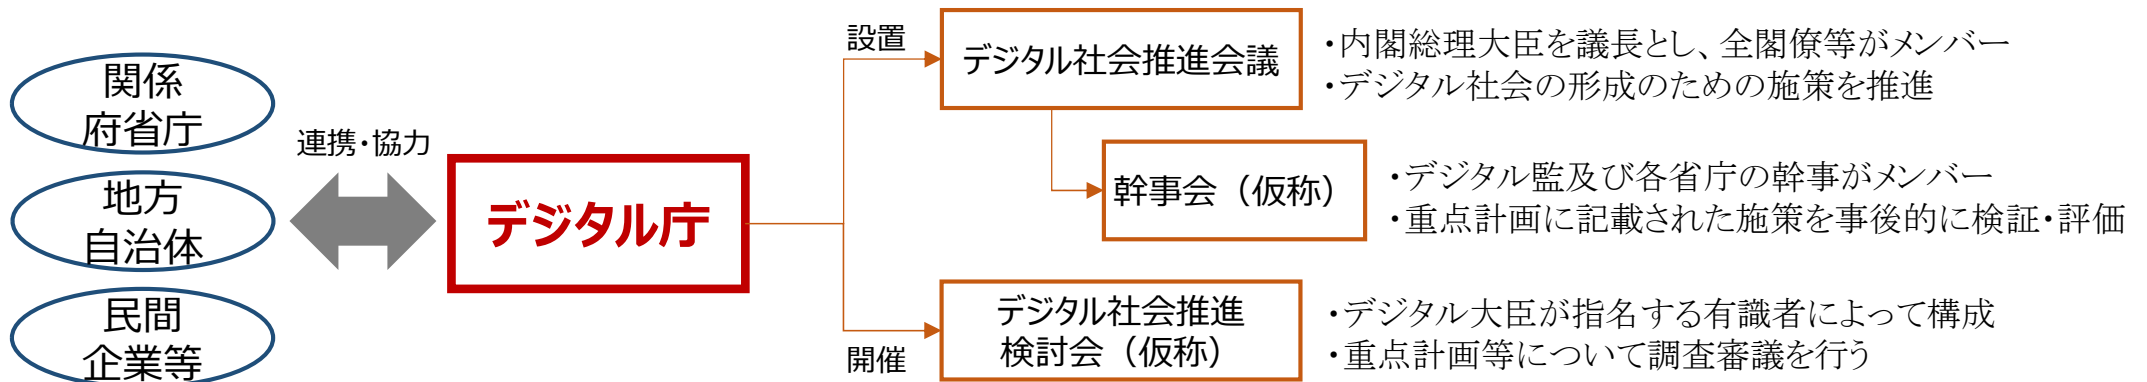 関係
府省庁
地方
自治体
民間
企業等
連携・協力
デジタル庁
設置
デジタル社会推進会議
・内閣総理大臣を議長とし、全閣僚等がメンバー
・デジタル社会の形成のための施策を推進
幹事会（仮称）
・デジタル監及び各省庁の幹事がメンバー
・重点計画に記載された施策を事後的に検証・評価
開催
デジタル社会推進
検討会（仮称）
・デジタル大臣が指名する有識者によって構成
・重点計画等について調査審議を行う